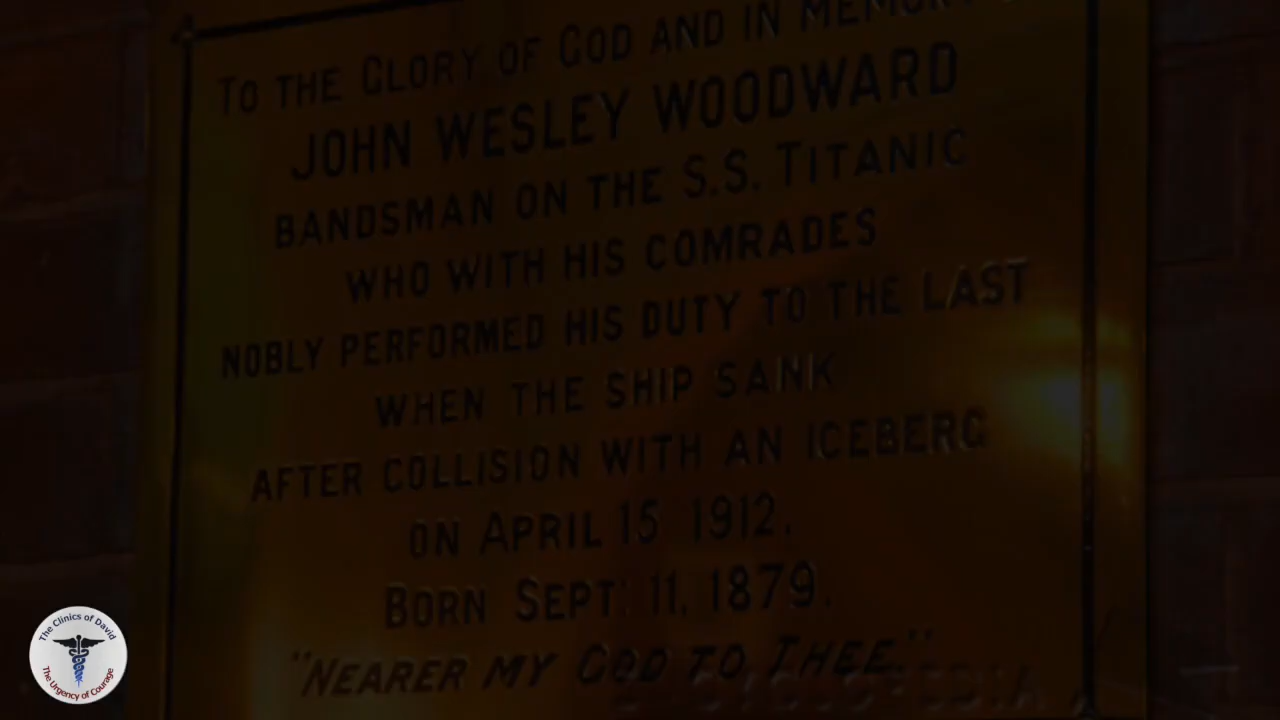 TO THE GLORY OF GOD AND IN MEMORY
JOHN WESLEY WOODWARD
BANDSMAN ON THE S.S. TITANIC
WHO WITH HIS COMRADES
NOBLY PERFORMED HIS DUTY TO THE LAST
WHEN THE SHIP SANK
AFTER COLLISION WITH AN ICEBERG
ON APRIL 15 1912.
BORN SEPT: 11, 1879.
"NEARER MY GOD TO THEE."
The Clinics of David
The Urgency of Courage